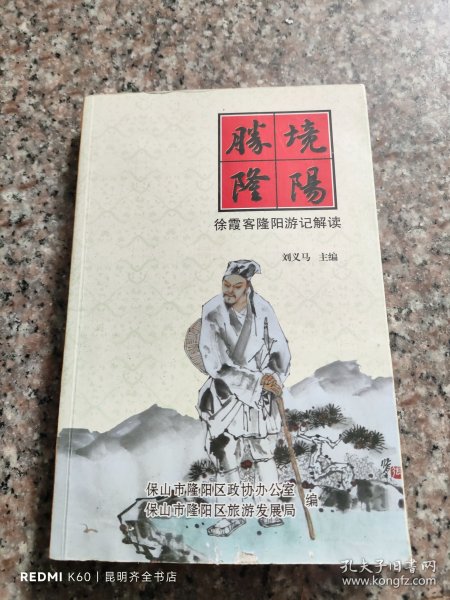 勝境
隆陽
徐霞客隆阳游记解读
刘义马 主编
保山市隆阳区政协办公室
保山市隆阳区旅游发展局
编
REDMI K60 | 昆明齐全书店
孔夫子旧书网
www.kongfz.com